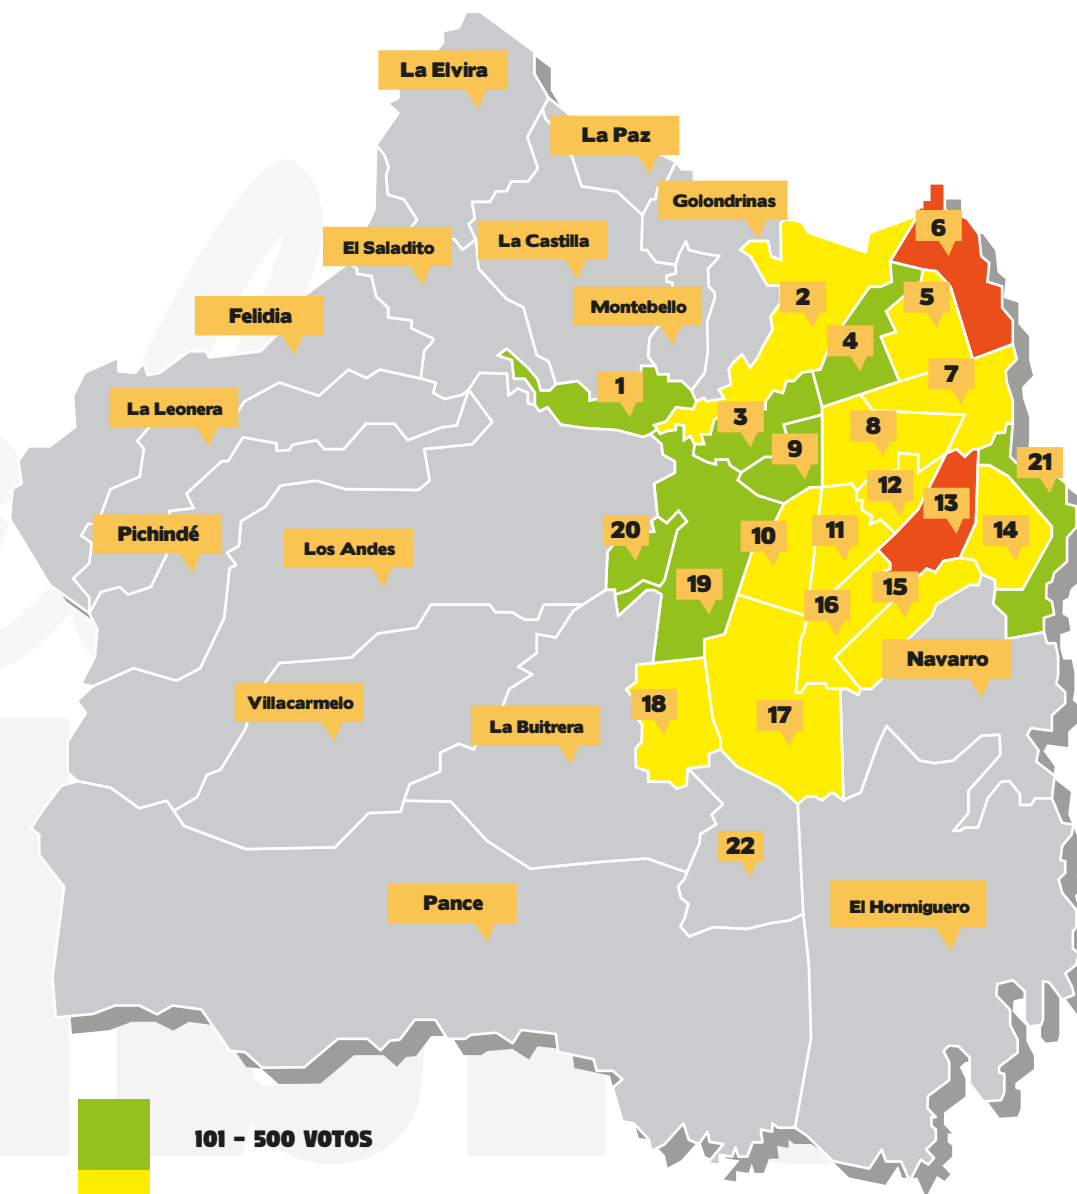 La Elvira
La Paz
Golondrinas
6
El Saladito
La Castilla
Felidia
Montebello
2
5
4
1
7
La Leonera
3
8
9
21
12
13
Pichindé
Los Andes
20
10
11
14
19
15
16
Navarro
Villacarmelo
18
La Buitrera
17
22
Pance
El Hormiguero
101 - 500 VOTOS